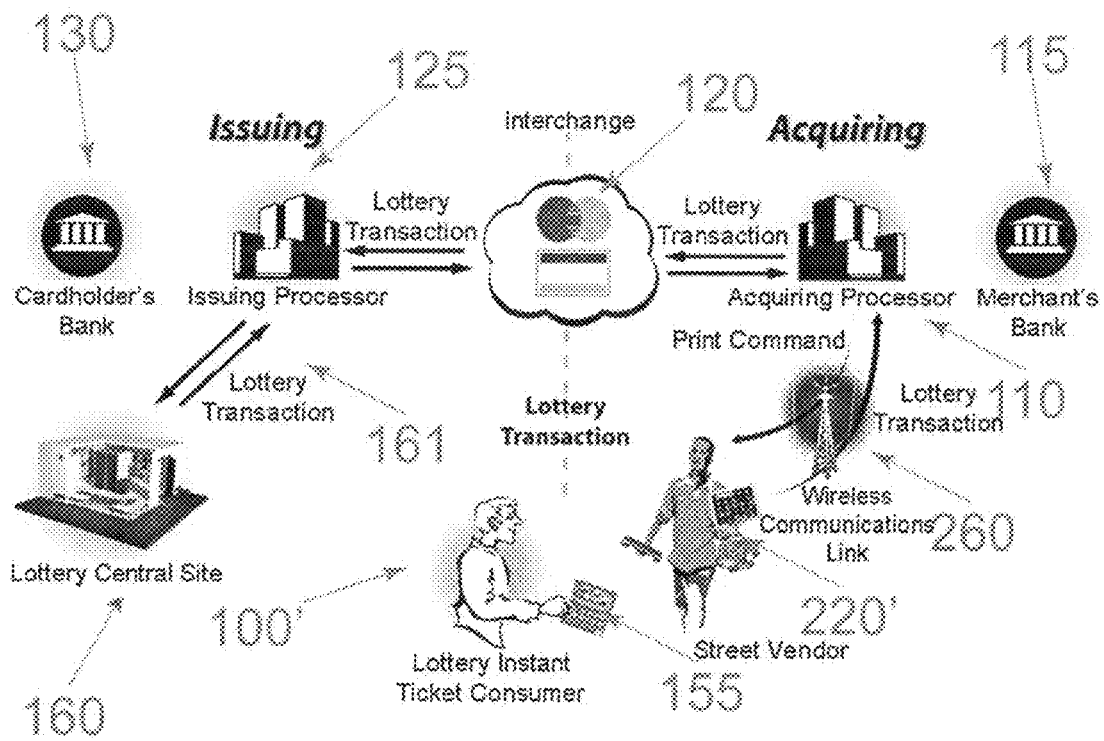 130
125
120
115
Issuing
Interchange
Acquiring
Lottery
Transaction
Lottery
Transaction
Cardholder's
Bank
Issuing Processor
Acquiring Processor
Merchant's
Bank
Print Command
Lottery
Transaction
161
Lottery
Transaction
Lottery
Transaction
110
Wireless
Communications
Link
260
Lottery Central Site
100'
220'
Street Vendor
Lottery Instant
Ticket Consumer
155
160